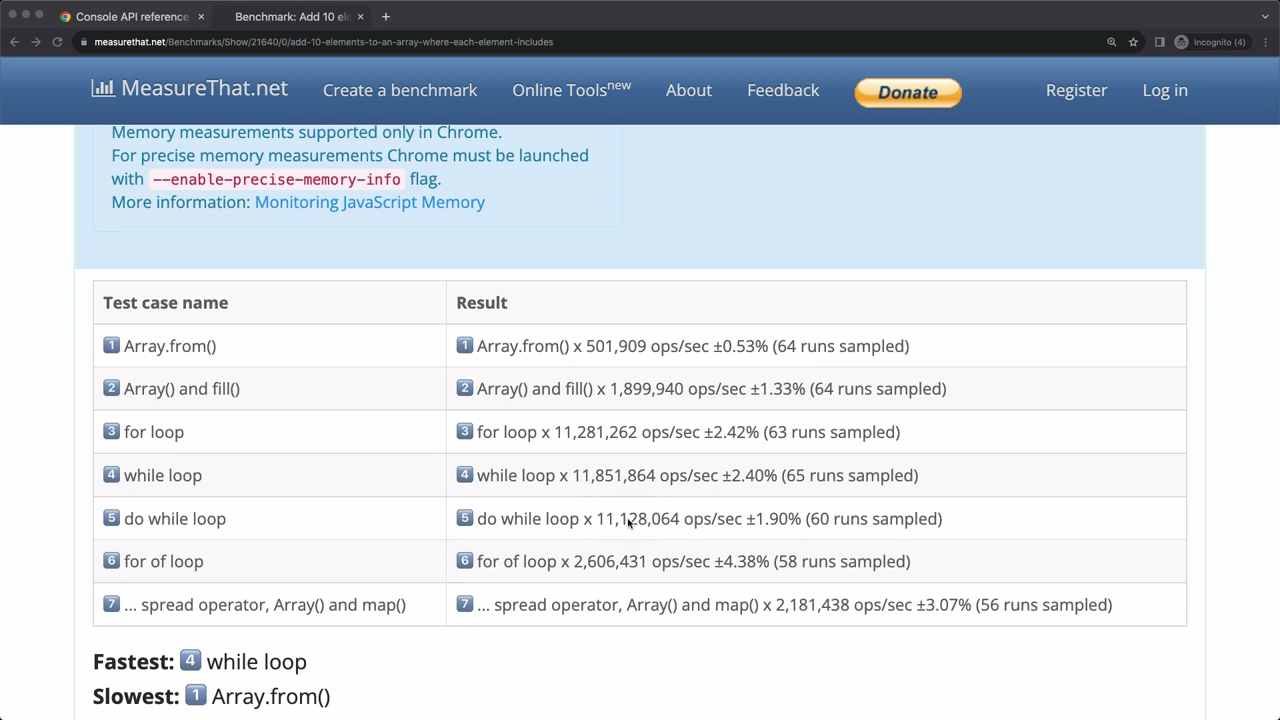 Console API reference
Benchmark: Add 10 ele
measurethat.net/Benchmarks/Show/21640/0/add-10-elements-to-an-array-where-each-element-includes
Incognito (4)
MeasureThat.net
Create a benchmark
Online Tools new
About
Feedback
Donate
Register
Log in
Memory measurements supported only in Chrome.
For precise memory measurements Chrome must be launched
with --enable-precise-memory-info flag.
More information: Monitoring JavaScript Memory
Test case name Result
1 Array.from() 1 Array.from() x 501,909 ops/sec ±0.53% (64 runs sampled)
2 Array() and fill() 2 Array() and fill() x 1,899,940 ops/sec ±1.33% (64 runs sampled)
3 for loop 3 for loop x 11,281,262 ops/sec ±2.42% (63 runs sampled)
4 while loop 4 while loop x 11,851,864 ops/sec ±2.40% (65 runs sampled)
5 do while loop 5 do while loop x 11,128,064 ops/sec ±1.90% (60 runs sampled)
6 for of loop 6 for of loop x 2,606,431 ops/sec ±4.38% (58 runs sampled)
7 ... spread operator, Array() and map() 7 ... spread operator, Array() and map() x 2,181,438 ops/sec ±3.07% (56 runs sampled)
Fastest: 4 while loop
Slowest: 1 Array.from()